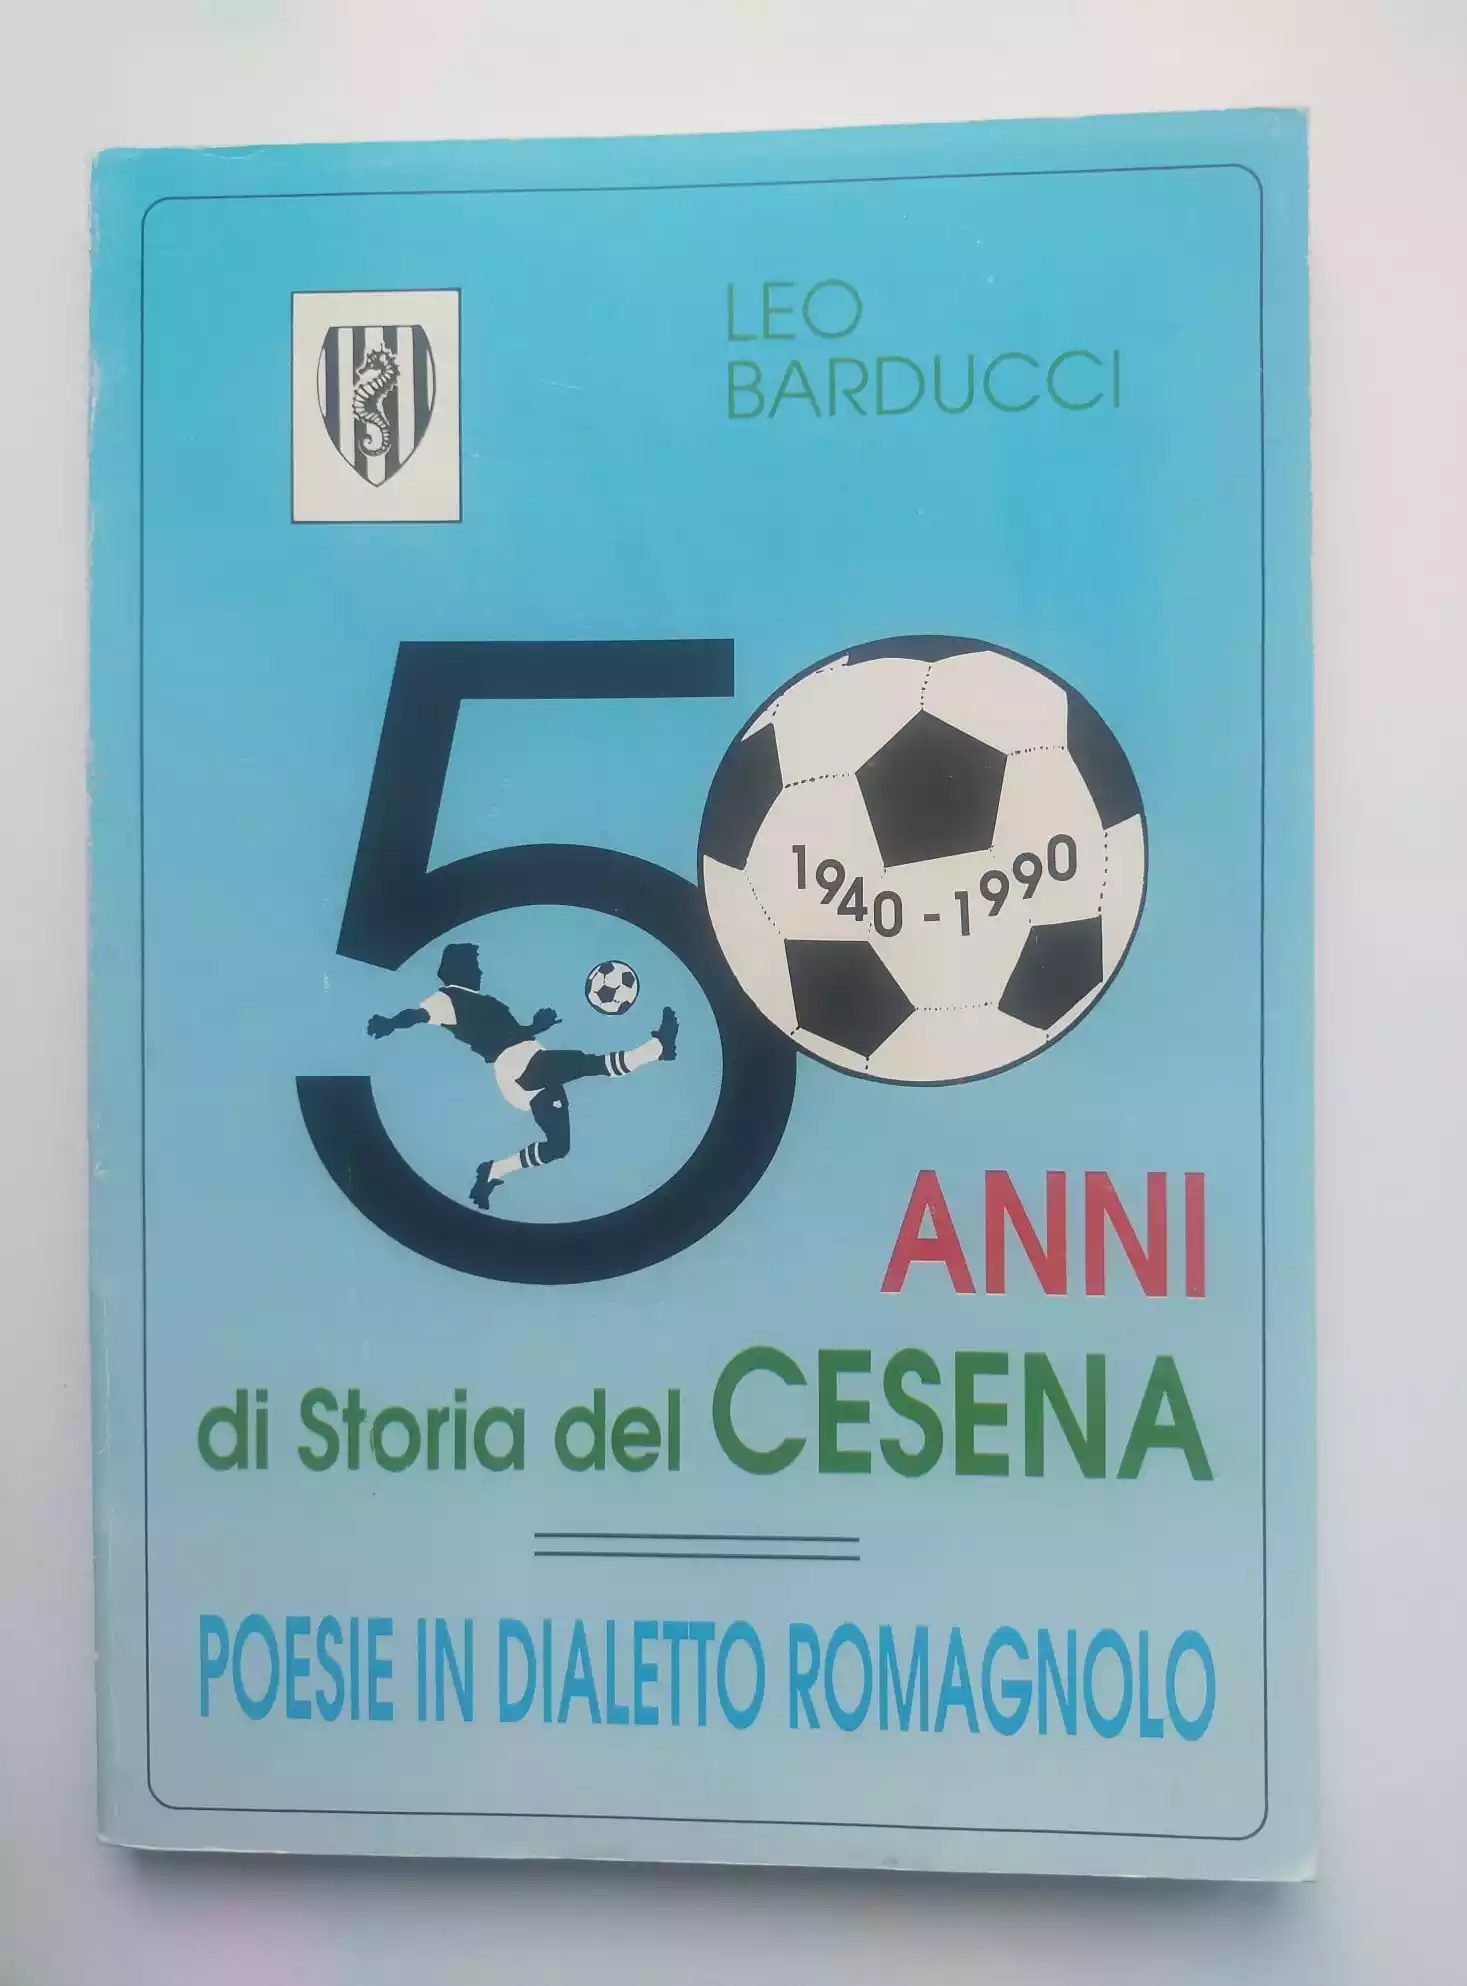 LEO
BARDUCCI
50
1940 - 1990
ANNI
di Storia del CESENA
POESIE IN DIALETTO ROMAGNOLO